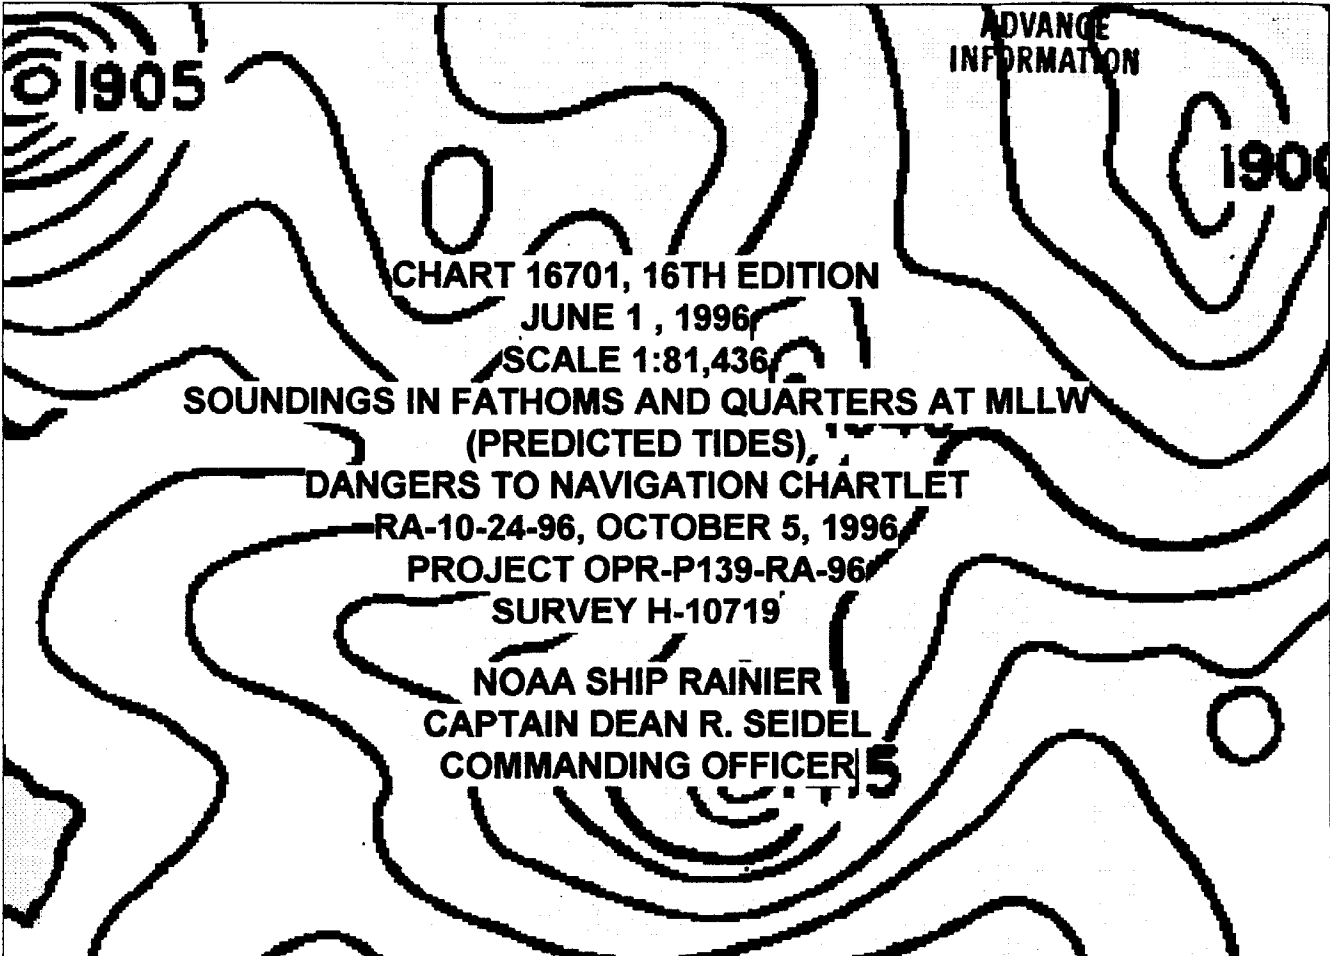 ADVANCE
INFORMATION
1905
CHART 16701, 16TH EDITION
JUNE 1 , 1996
SCALE 1:81,436
SOUNDINGS IN FATHOMS AND QUARTERS AT MLLW
(PREDICTED TIDES)
DANGERS TO NAVIGATION CHARTLET
RA-10-24-96, OCTOBER 5, 1996
PROJECT OPR-P139-RA-96
SURVEY H-10719
NOAA SHIP RAINIER
CAPTAIN DEAN R. SEIDEL
COMMANDING OFFICER